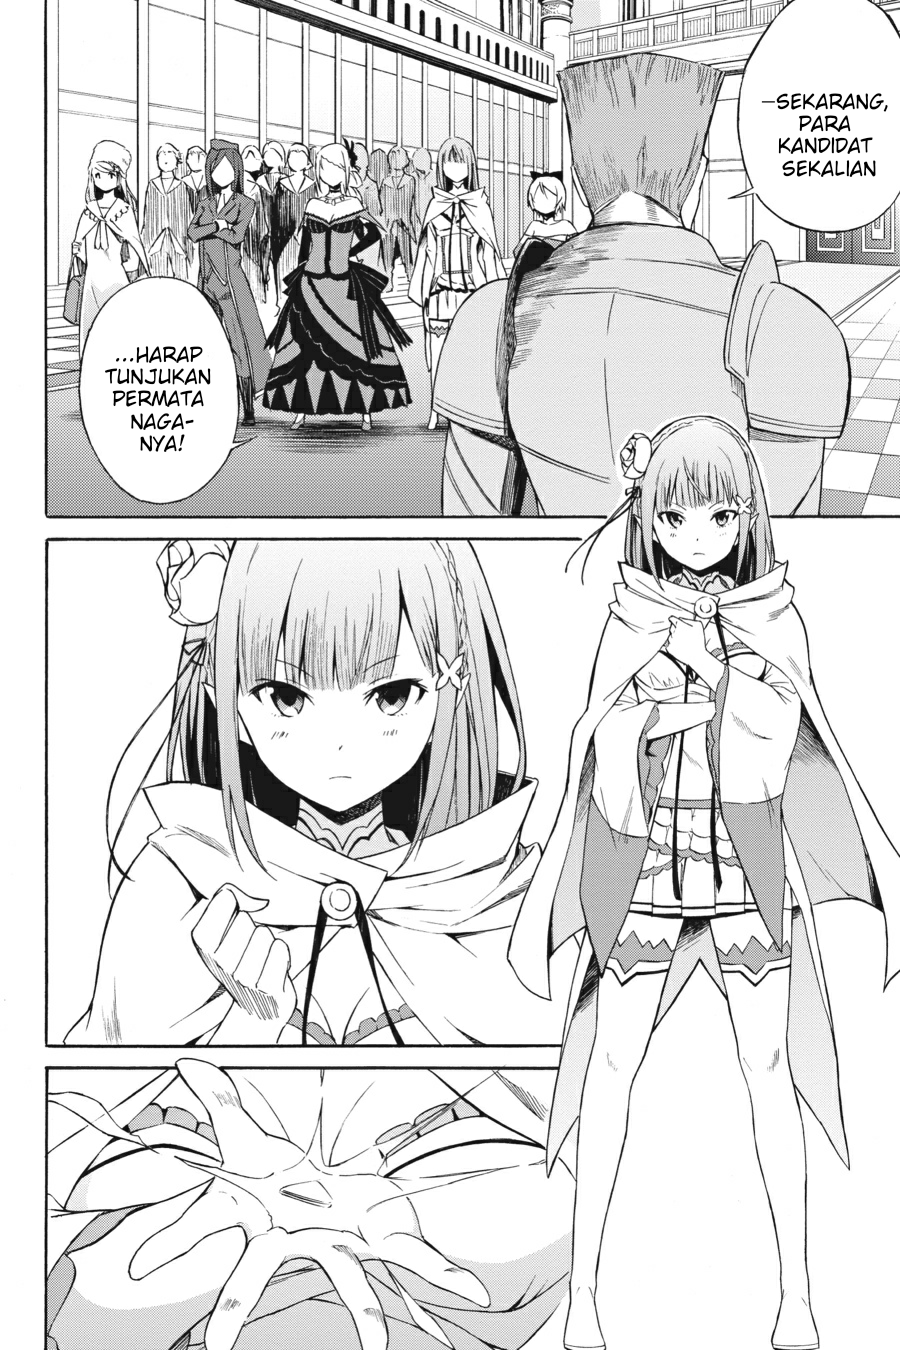 —SEKARANG,
PARA
KANDIDAT
SEKALIAN
...HARAP
TUNJUKAN
PERMATA
NAGA-
NYA!